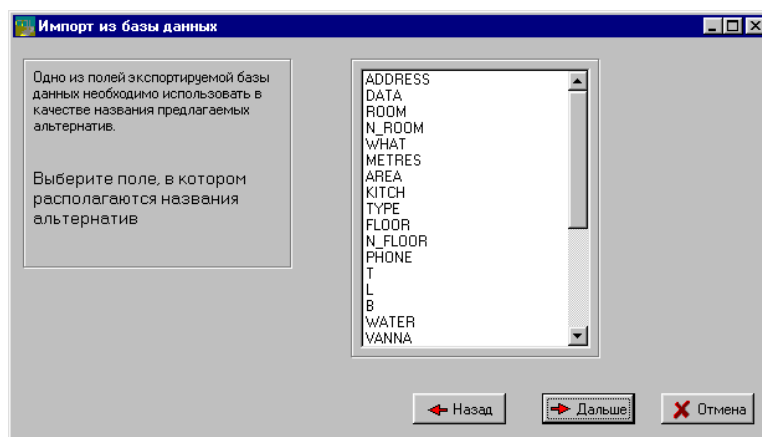 Импорт из базы данных
Одно из полей экспортируемой базы
данных необходимо использовать в
качестве названия предлагаемых
альтернатив.
Выберите поле, в котором
располагаются названия
альтернатив
ADDRESS
DATA
ROOM
N_ROOM
WHAT
METRES
AREA
KITCH
TYPE
FLOOR
N_FLOOR
PHONE
T
L
B
WATER
VANNA
Назад
Дальше
Отмена